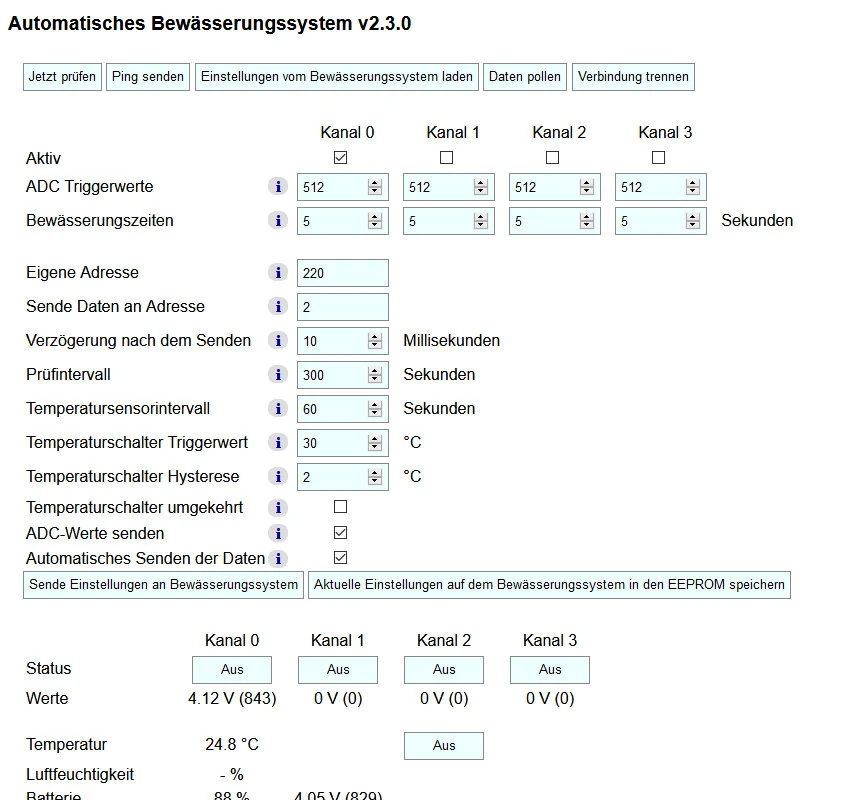 Automatisches Bewässerungssystem v2.3.0
Jetzt prüfen Ping senden Einstellungen vom Bewässerungssystem laden Daten pollen Verbindung trennen
Kanal 0 Kanal 1 Kanal 2 Kanal 3
Aktiv
ADC Triggerwerte i 512 512 512 512
Bewässerungszeiten i 5 5 5 5 Sekunden
Eigene Adresse i 220
Sende Daten an Adresse i 2
Verzögerung nach dem Senden i 10 Millisekunden
Prüfintervall i 300 Sekunden
Temperatursensorintervall i 60 Sekunden
Temperaturschalter Triggerwert i 30 °C
Temperaturschalter Hysterese i 2 °C
Temperaturschalter umgekehrt i
ADC-Werte senden i
Automatisches Senden der Daten i
Sende Einstellungen an Bewässerungssystem Aktuelle Einstellungen auf dem Bewässerungssystem in den EEPROM speichern
Kanal 0 Kanal 1 Kanal 2 Kanal 3
Status Aus Aus Aus Aus
Werte 4.12 V (843) 0 V (0) 0 V (0) 0 V (0)
Temperatur 24.8 °C Aus
Luftfeuchtigkeit - %
Batterie 88 % 4.05 V (829)